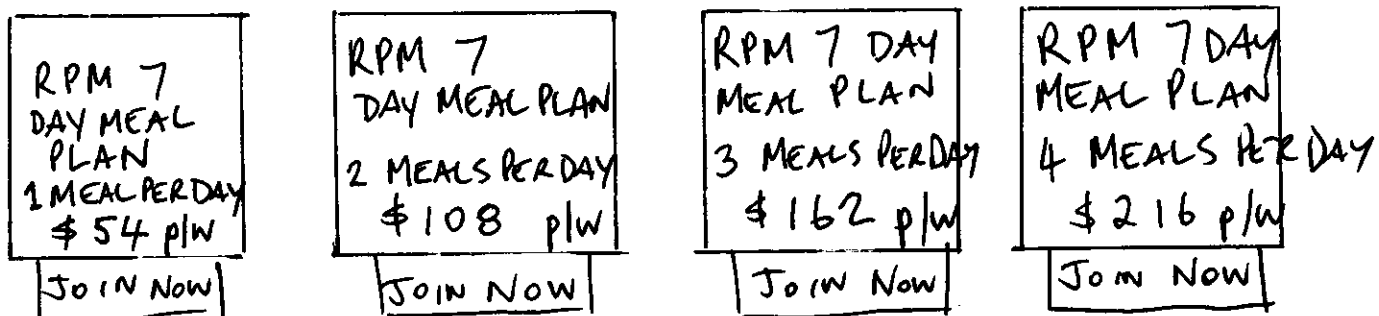 RPM 7
DAY MEAL
PLAN
1 MEAL PER DAY
$54 p/w
JOIN NOW
RPM 7
DAY MEAL PLAN
2 MEALS PER DAY
$108 p/w
JOIN NOW
RPM 7 DAY
MEAL PLAN
3 MEALS PER DAY
$162 p/w
JOIN NOW
RPM 7 DAY
MEAL PLAN
4 MEALS PER DAY
$216 p/w
JOIN NOW